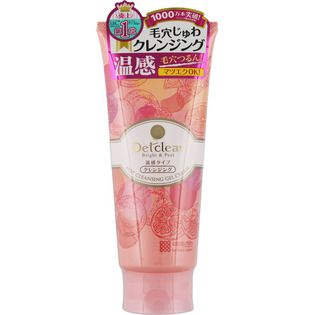 売上
1000万本突破!
毛穴じゅわ
クレンジング
温感
毛穴つるん!
マツエクOK!
Detclear
Bright & Peel
温感タイプ
クレンジング
CLEANSING GEL